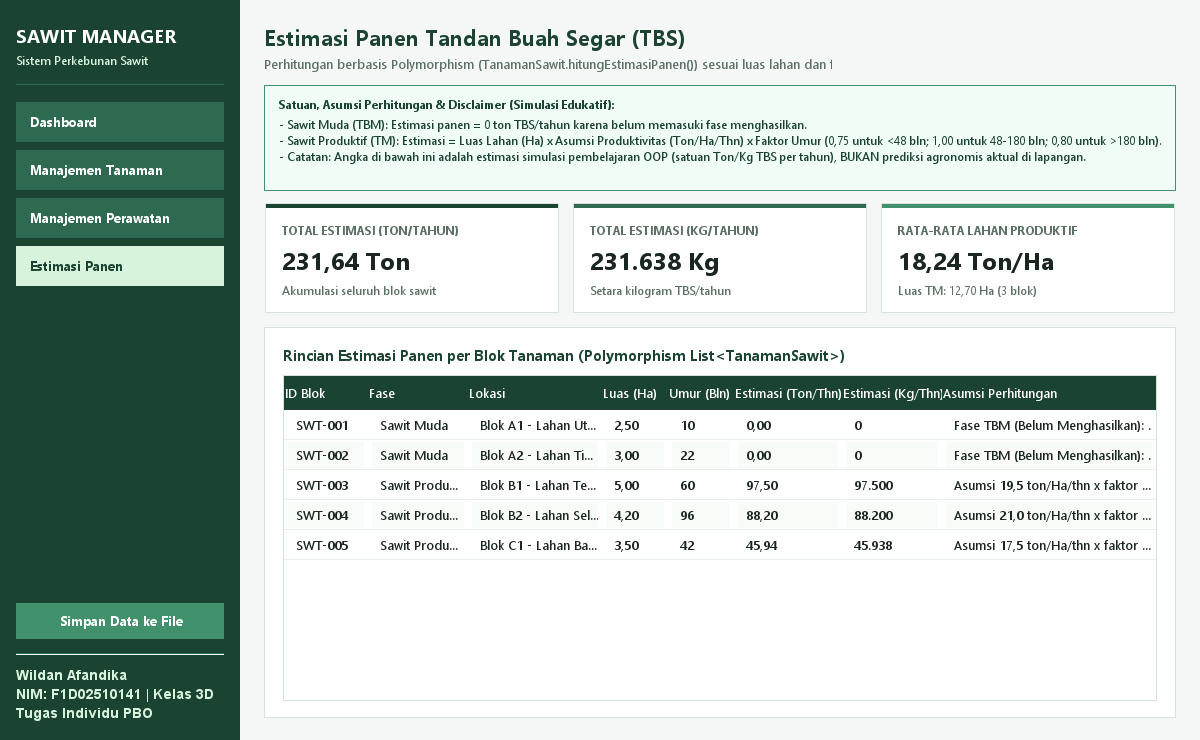 SAWIT MANAGER
Sistem Perkebunan Sawit
Dashboard
Manajemen Tanaman
Manajemen Perawatan
Estimasi Panen
Simpan Data ke File
Wildan Afandika
NIM: F1D02510141 | Kelas 3D
Tugas Individu PBO
Estimasi Panen Tandan Buah Segar (TBS)
Perhitungan berbasis Polymorphism (TanamanSawit.hitungEstimasiPanen()) sesuai luas lahan dan
Satuan, Asumsi Perhitungan & Disclaimer (Simulasi Edukatif):
- Sawit Muda (TBM): Estimasi panen = 0 ton TBS/tahun karena belum memasuki fase menghasilkan.
- Sawit Produktif (TM): Estimasi = Luas Lahan (Ha) x Asumsi Produktivitas (Ton/Ha/Thn) x Faktor Umur (0,75 untuk <48 bln; 1,00 untuk 48-180 bln; 0,80 untuk >180 bln).
- Catatan: Angka di bawah ini adalah estimasi simulasi pembelajaran OOP (satuan Ton/Kg TBS per tahun), BUKAN prediksi agronomis aktual di lapangan.
TOTAL ESTIMASI (TON/TAHUN)
231,64 Ton
Akumulasi seluruh blok sawit
TOTAL ESTIMASI (KG/TAHUN)
231.638 Kg
Setara kilogram TBS/tahun
RATA-RATA LAHAN PRODUKTIF
18,24 Ton/Ha
Luas TM: 12,70 Ha (3 blok)
Rincian Estimasi Panen per Blok Tanaman (Polymorphism List<TanamanSawit>)
ID Blok Fase Lokasi Luas (Ha) Umur (Bln) Estimasi (Ton/Thn) Estimasi (Kg/Thn) Asumsi Perhitungan
SWT-001 Sawit Muda Blok A1 - Lahan Ut... 2,50 10 0,00 0 Fase TBM (Belum Menghasilkan): .
SWT-002 Sawit Muda Blok A2 - Lahan Ti... 3,00 22 0,00 0 Fase TBM (Belum Menghasilkan): .
SWT-003 Sawit Produ... Blok B1 - Lahan Te... 5,00 60 97,50 97.500 Asumsi 19,5 ton/Ha/thn x faktor ...
SWT-004 Sawit Produ... Blok B2 - Lahan Sel... 4,20 96 88,20 88.200 Asumsi 21,0 ton/Ha/thn x faktor ...
SWT-005 Sawit Produ... Blok C1 - Lahan Ba... 3,50 42 45,94 45.938 Asumsi 17,5 ton/Ha/thn x faktor ...